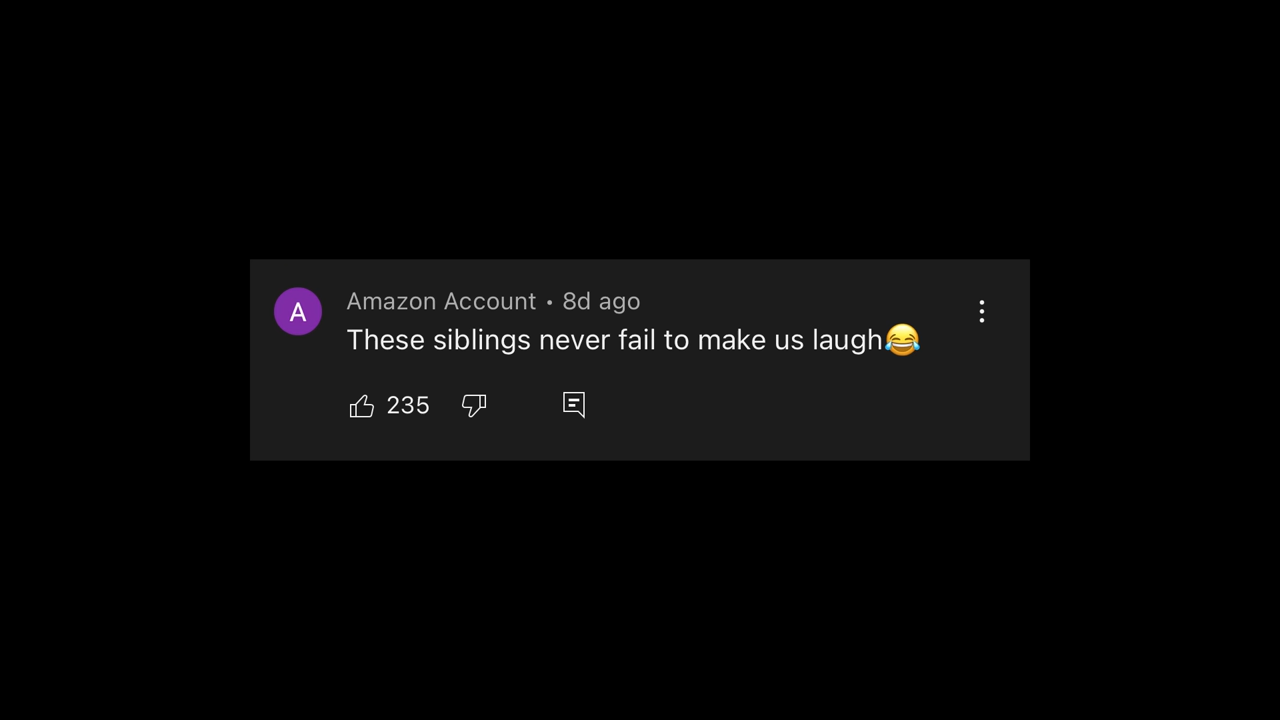 A
Amazon Account • 8d ago
These siblings never fail to make us laugh😂
235